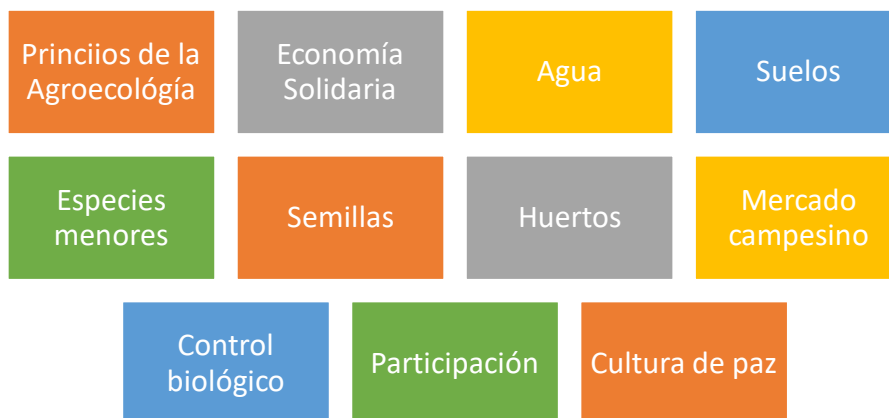 Princiios de la
Agroecológía
Economía
Solidaria
Agua
Suelos
Especies
menores
Semillas
Huertos
Mercado
campesino
Control
biológico
Participación
Cultura de paz